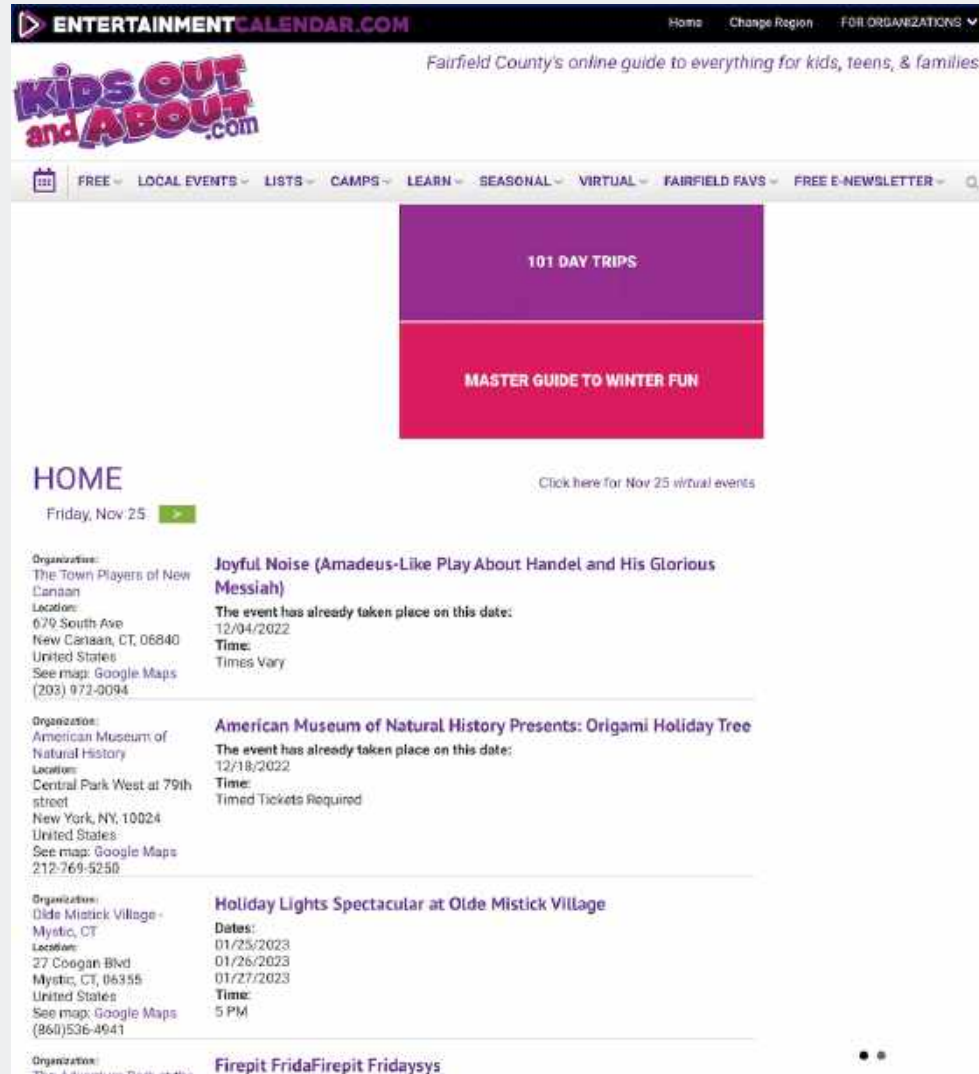 ENTERTAINMENTCALENDAR.COM
Home Change Region FOR ORGANIZATIONS
KIDS OUT
and ABOUT
.com
Fairfield County's online guide to everything for kids, teens, & families
FREE LOCAL EVENTS LISTS CAMPS LEARN SEASONAL VIRTUAL FAIRFIELD FAVS FREE E-NEWSLETTER
101 DAY TRIPS
MASTER GUIDE TO WINTER FUN
HOME
Click here for Nov 25 virtual events
Friday, Nov 25 >
Organization:
The Town Players of New
Canaan
Location:
679 South Ave
New Canaan, CT, 06840
United States
See map: Google Maps
(203) 972-0094
Joyful Noise (Amadeus-Like Play About Handel and His Glorious
Messiah)
The event has already taken place on this date:
12/04/2022
Time:
Times Vary
Organization:
American Museum of
Natural History
Location:
Central Park West at 79th
street
New York, NY, 10024
United States
See map: Google Maps
212-769-5250
American Museum of Natural History Presents: Origami Holiday Tree
The event has already taken place on this date:
12/18/2022
Time:
Timed Tickets Required
Organization:
Olde Mistick Village -
Mystic, CT
Location:
27 Coogan Blvd
Mystic, CT, 06355
United States
See map: Google Maps
(860)536-4941
Holiday Lights Spectacular at Olde Mistick Village
Dates:
01/25/2023
01/26/2023
01/27/2023
Time:
5 PM
Organization:
Firepit FridaFirepit Fridaysys